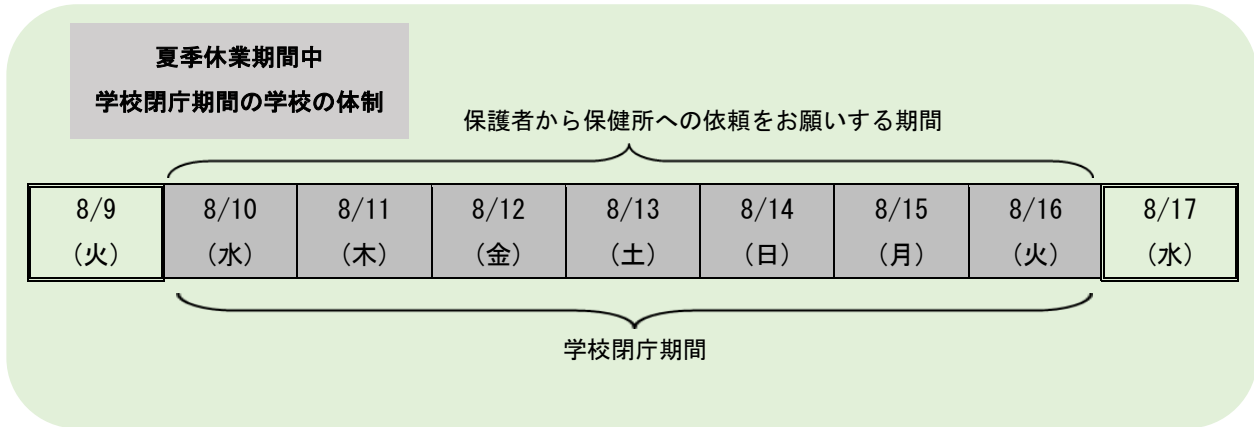 夏季休業期間中
学校閉庁期間の学校の体制
保護者から保健所への依頼をお願いする期間
8/9 8/10 8/11 8/12 8/13 8/14 8/15 8/16 8/17
（火） （水） （木） （金） （土） （日） （月） （火） （水）
学校閉庁期間